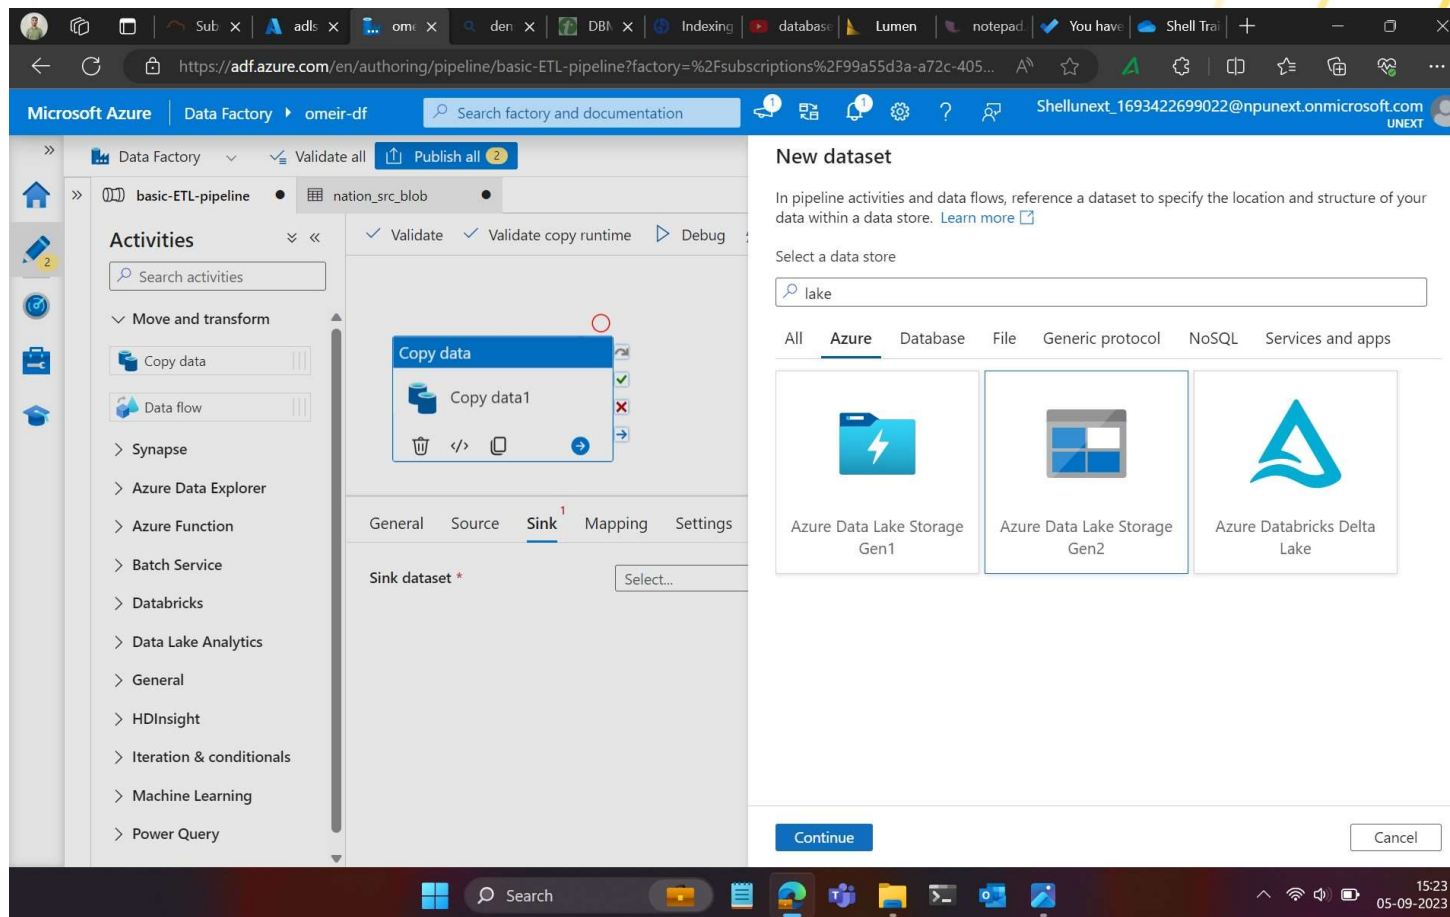 Sub
adls
ome
den
DBM
Indexing
database
Lumen
notepad.
You have
Shell Trai
https://adf.azure.com/en/authoring/pipeline/basic-ETL-pipeline?factory=%2Fsubscriptions%2F99a55d3a-a72c-405...
Microsoft Azure
Data Factory
omeir-df
Search factory and documentation
1
1
Shellunext_1693422699022@npunext.onmicrosoft.com
UNEXT
Data Factory
Validate all
Publish all 2
2
basic-ETL-pipeline
nation_src_blob
Activities
Search activities
Move and transform
Copy data
Data flow
Synapse
Azure Data Explorer
Azure Function
Batch Service
Databricks
Data Lake Analytics
General
HDInsight
Iteration & conditionals
Machine Learning
Power Query
Validate
Validate copy runtime
Debug
Copy data
Copy data1
General
Source
Sink 1
Mapping
Settings
Sink dataset *
Select...
New dataset
In pipeline activities and data flows, reference a dataset to specify the location and structure of your
data within a data store. Learn more
Select a data store
lake
All
Azure
Database
File
Generic protocol
NoSQL
Services and apps
Azure Data Lake Storage
Gen1
Azure Data Lake Storage
Gen2
Azure Databricks Delta
Lake
Continue
Cancel
Search
15:23
05-09-2023